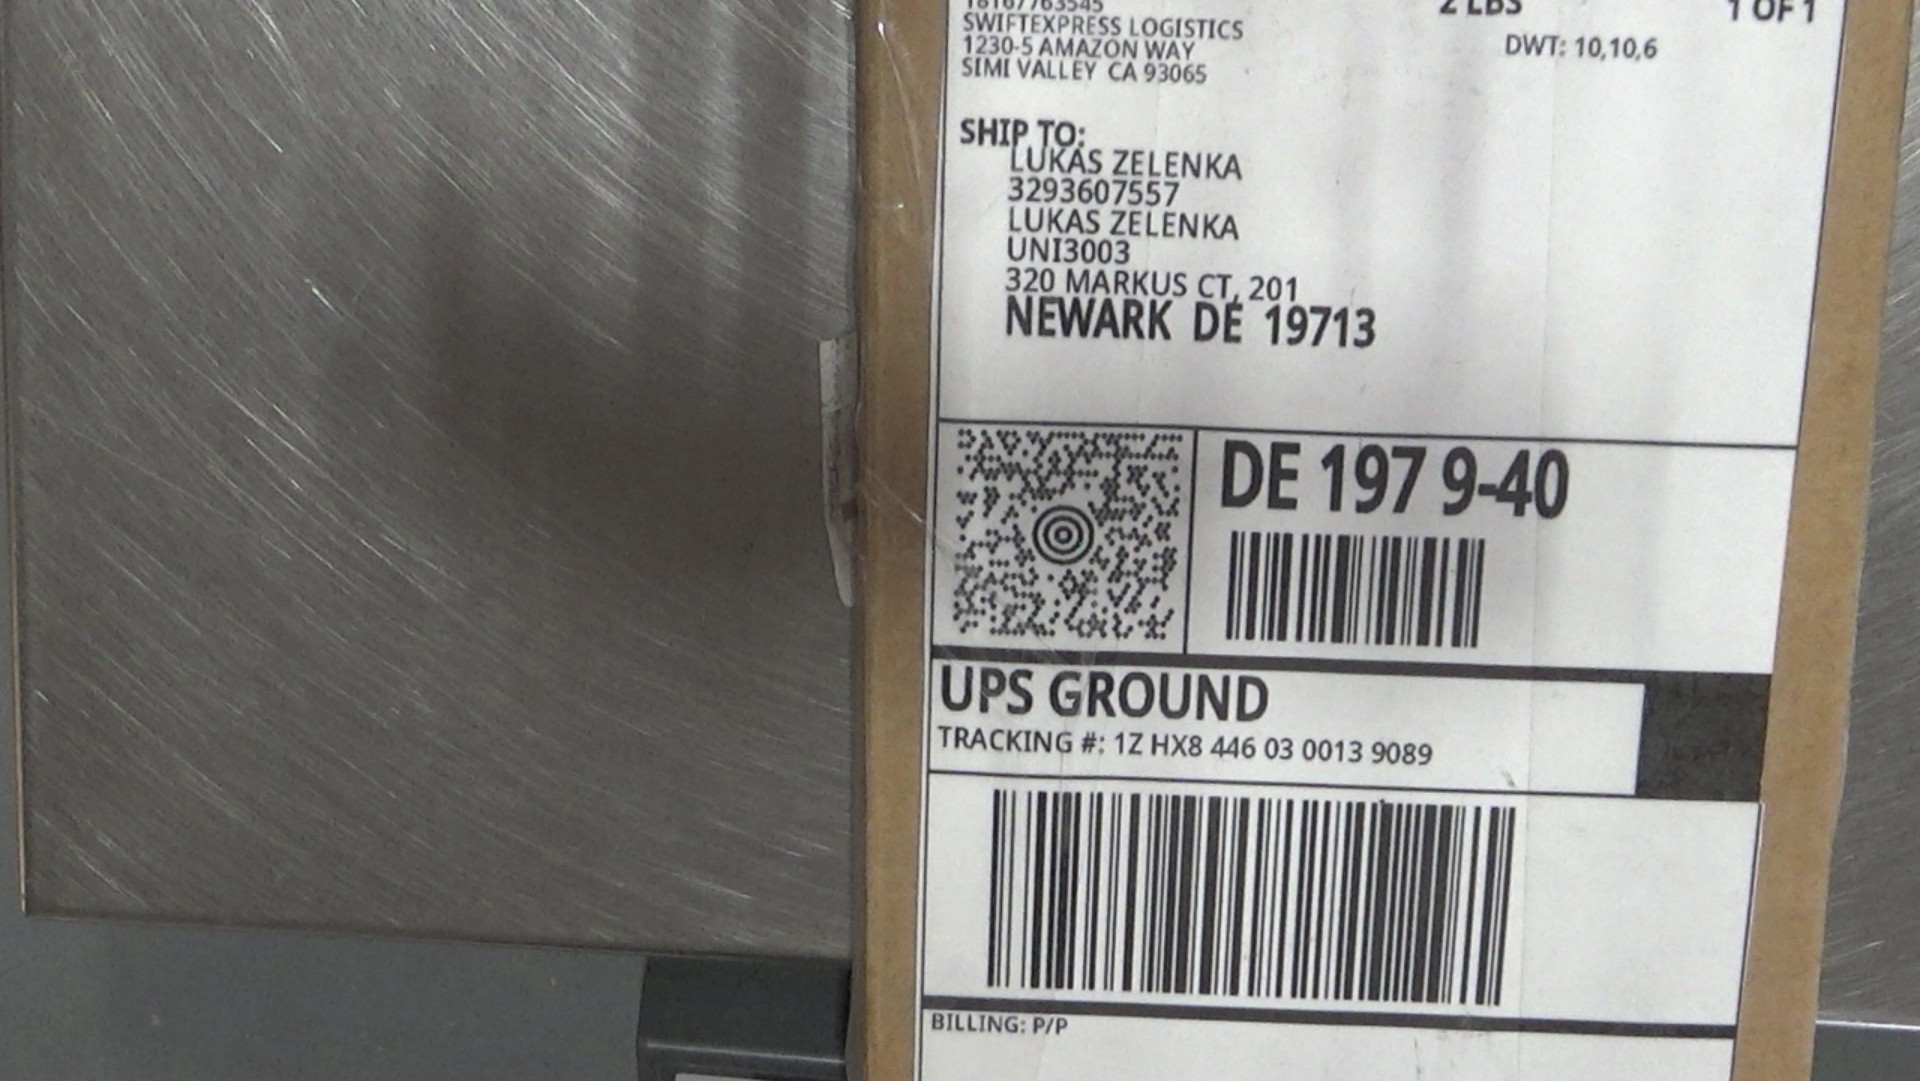 18167763545
2 LBS
1 OF 1
SWIFTEXPRESS LOGISTICS
1230-5 AMAZON WAY
SIMI VALLEY CA 93065
DWT: 10,10,6
SHIP TO:
LUKAS ZELENKA
3293607557
LUKAS ZELENKA
UNI3003
320 MARKUS CT, 201
NEWARK DE 19713
DE 197 9-40
UPS GROUND
TRACKING #: 1Z HX8 446 03 0013 9089
BILLING: P/P